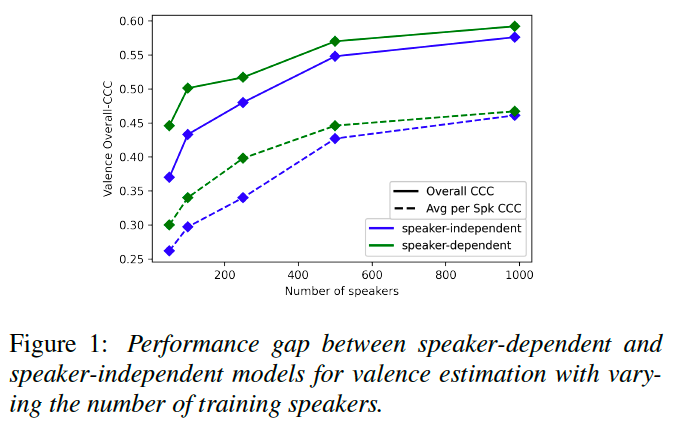 0.60
0.55
0.50
0.45
0.40
0.35
0.30
0.25
Valence Overall-CCC
Overall CCC
Avg per Spk CCC
speaker-independent
speaker-dependent
200
400
600
800
1000
Number of speakers
Figure 1: Performance gap between speaker-dependent and
speaker-independent models for valence estimation with vary-
ing the number of training speakers.